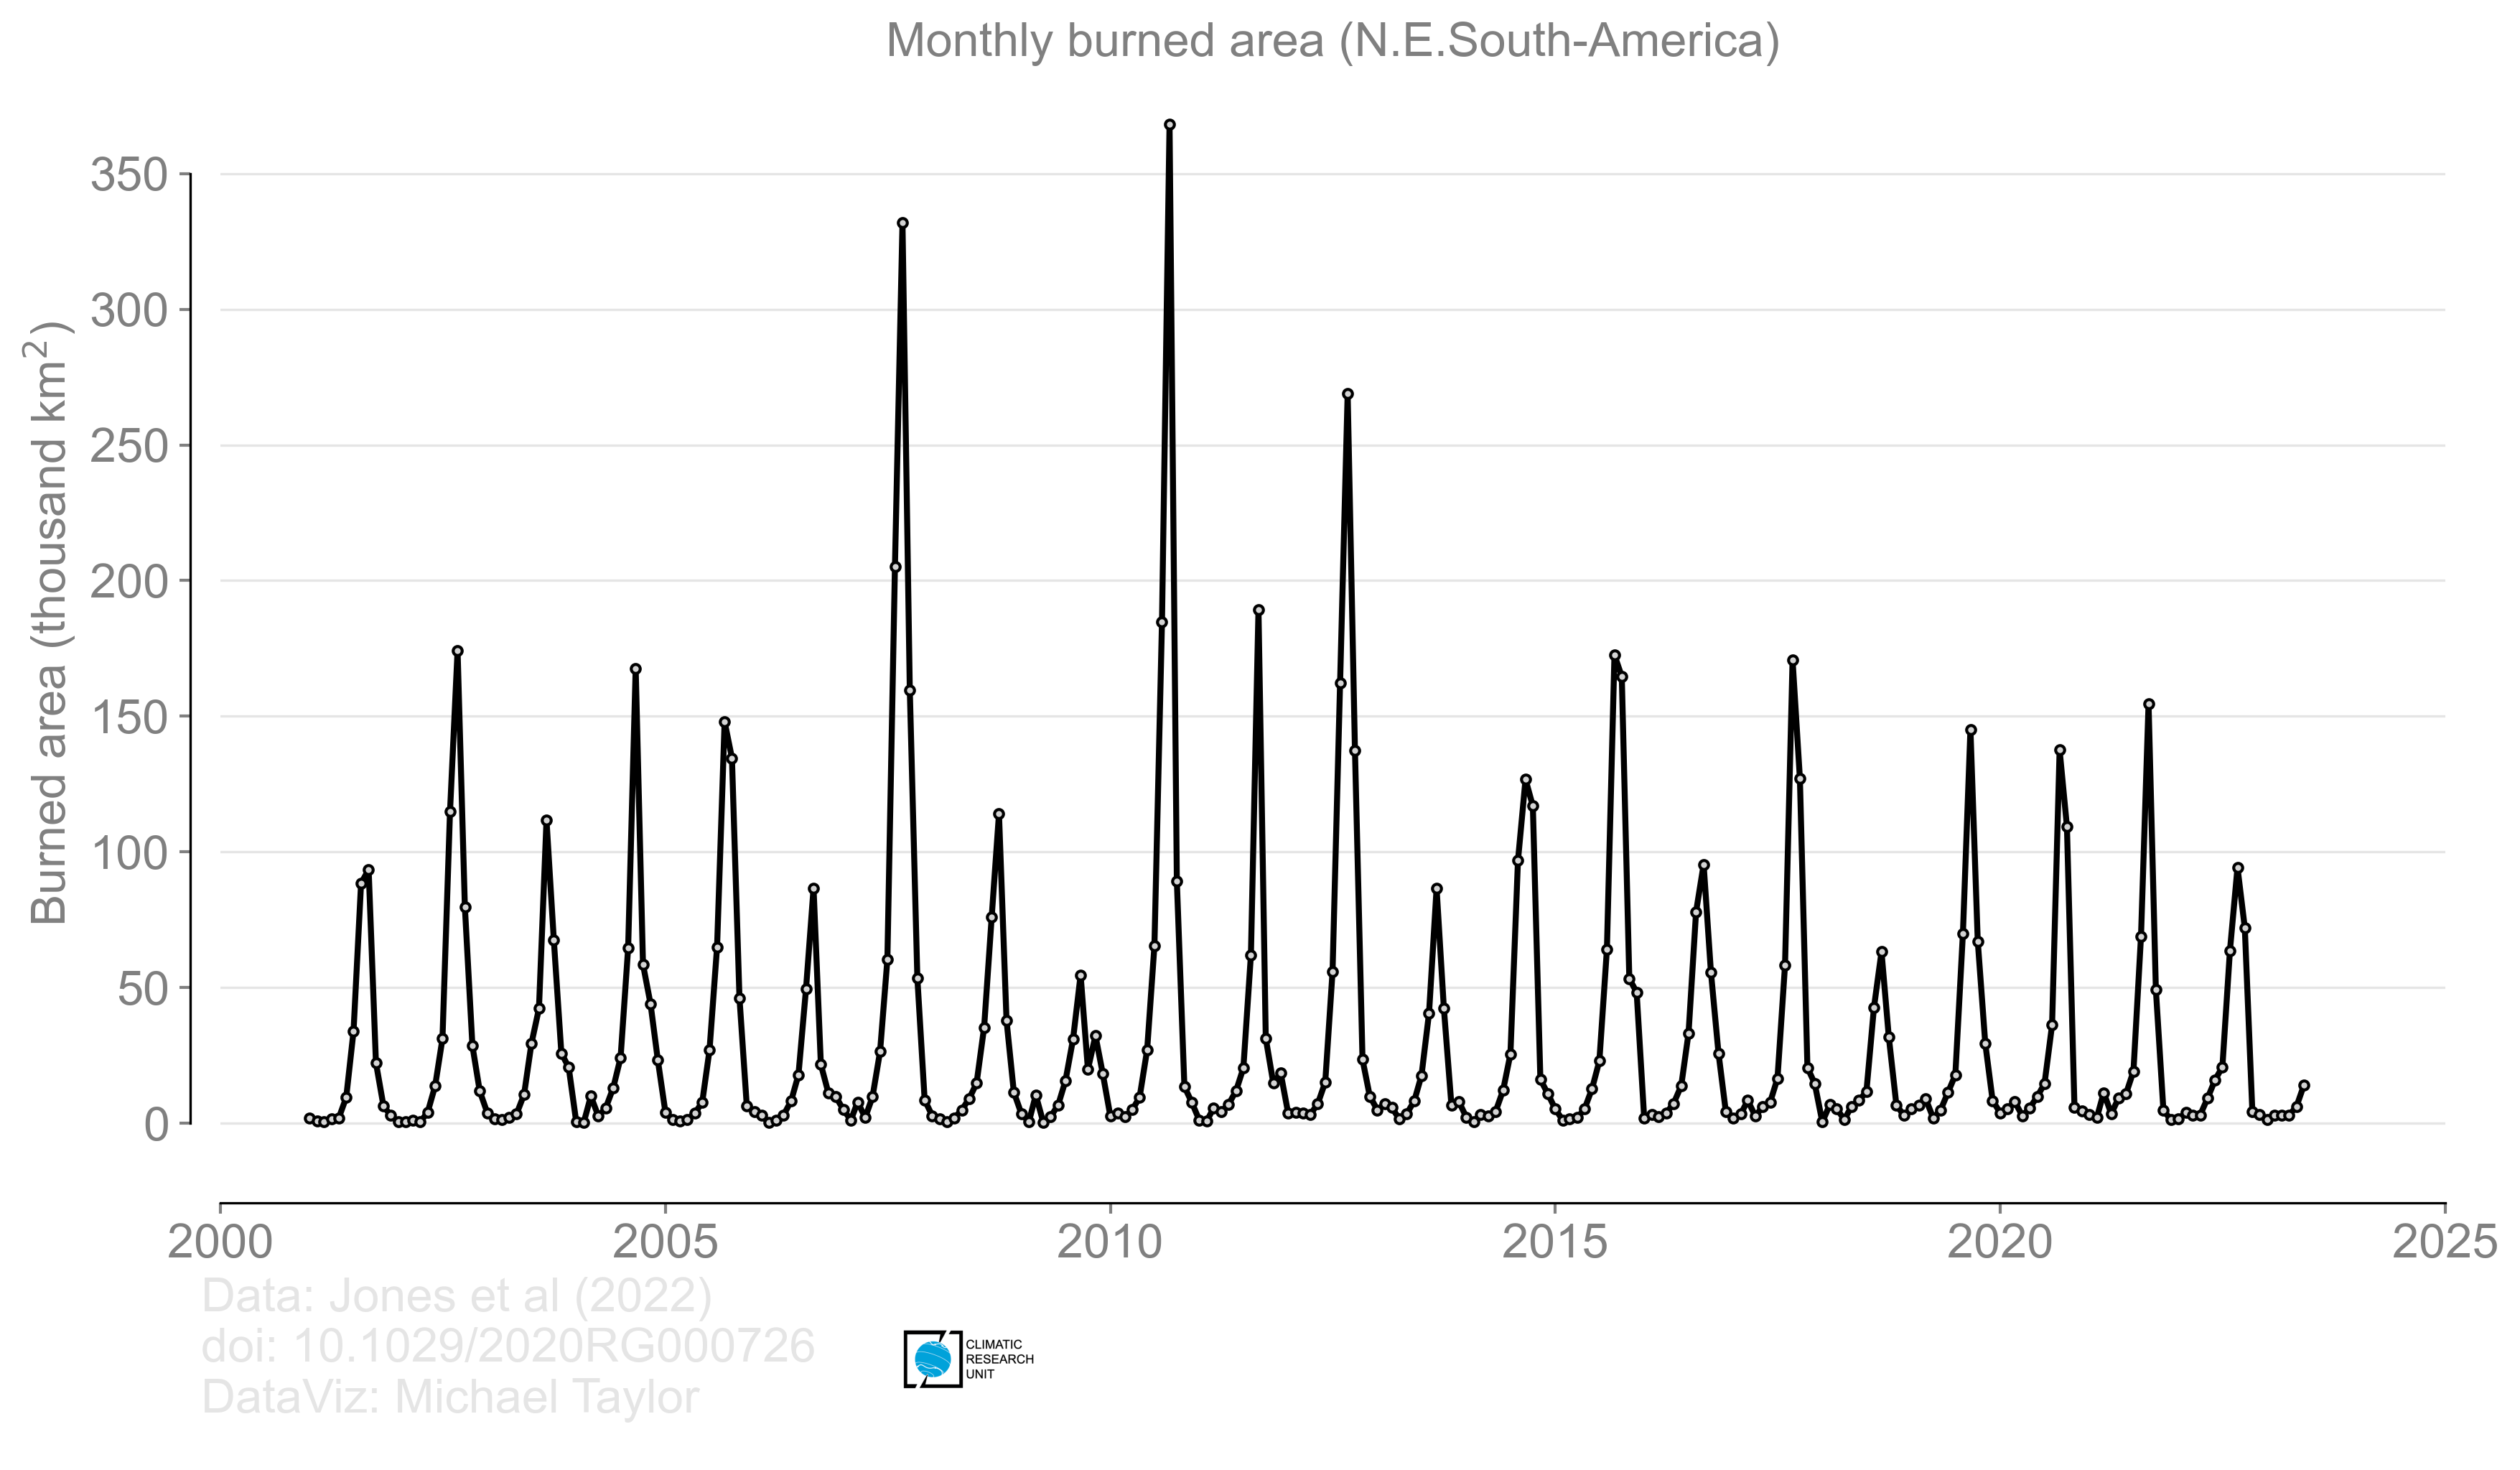 Monthly burned area (N.E.South-America)
Burned area (thousand km²)
350
300
250
200
150
100
50
0
2000
2005
2010
2015
2020
2025
Data: Jones et al (2022)
doi: 10.1029/2020RG000726
DataViz: Michael Taylor
CLIMATIC
RESEARCH
UNIT